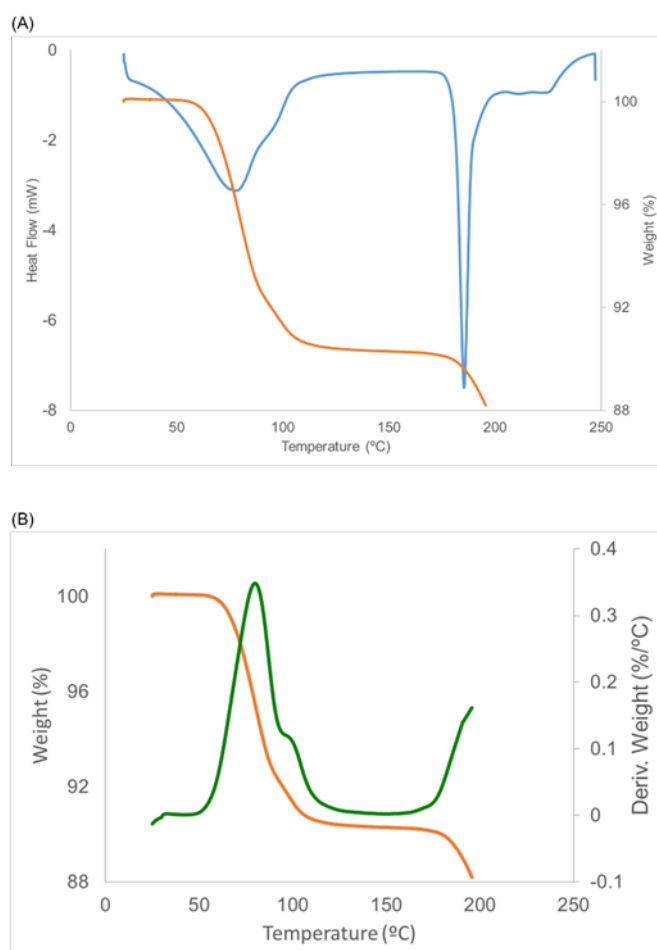 (A)
0
-2
-4
-6
-8
Heat Flow (mW)
100
96
92
88
Weight (%)
0 50 100 150 200 250
Temperature (ºC)
(B)
100
96
92
88
Weight (%)
0.4
0.3
0.2
0.1
0
-0.1
Deriv. Weight (%/ºC)
0 50 100 150 200 250
Temperature (ºC)